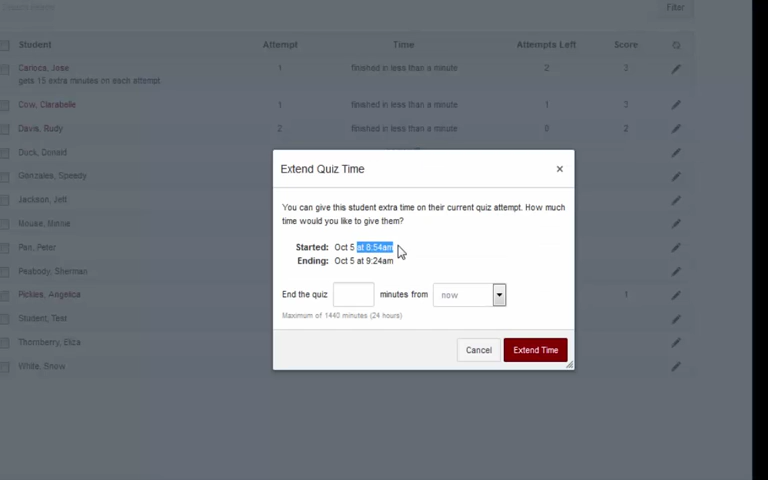 Filter
Student Attempt Time Attempts Left Score
Carioca, Jose 1 finished in less than a minute 2 3
gets 15 extra minutes on each attempt.
Cow, Clarabelle 1 finished in less than a minute 1 3
Davis, Rudy 2 finished in less than a minute 0 2
Duck, Donald
Gonzales, Speedy
Jackson, Jett
Mouse, Minnie
Pan, Peter
Peabody, Sherman
Pickles, Angelica 1
Student, Test
Thornberry, Eliza
White, Snow
Extend Quiz Time ×
You can give this student extra time on their current quiz attempt. How much
time would you like to give them?
Started: Oct 5 at 8:54am
Ending: Oct 5 at 9:24am
End the quiz minutes from now
Maximum of 1440 minutes (24 hours)
Cancel Extend Time